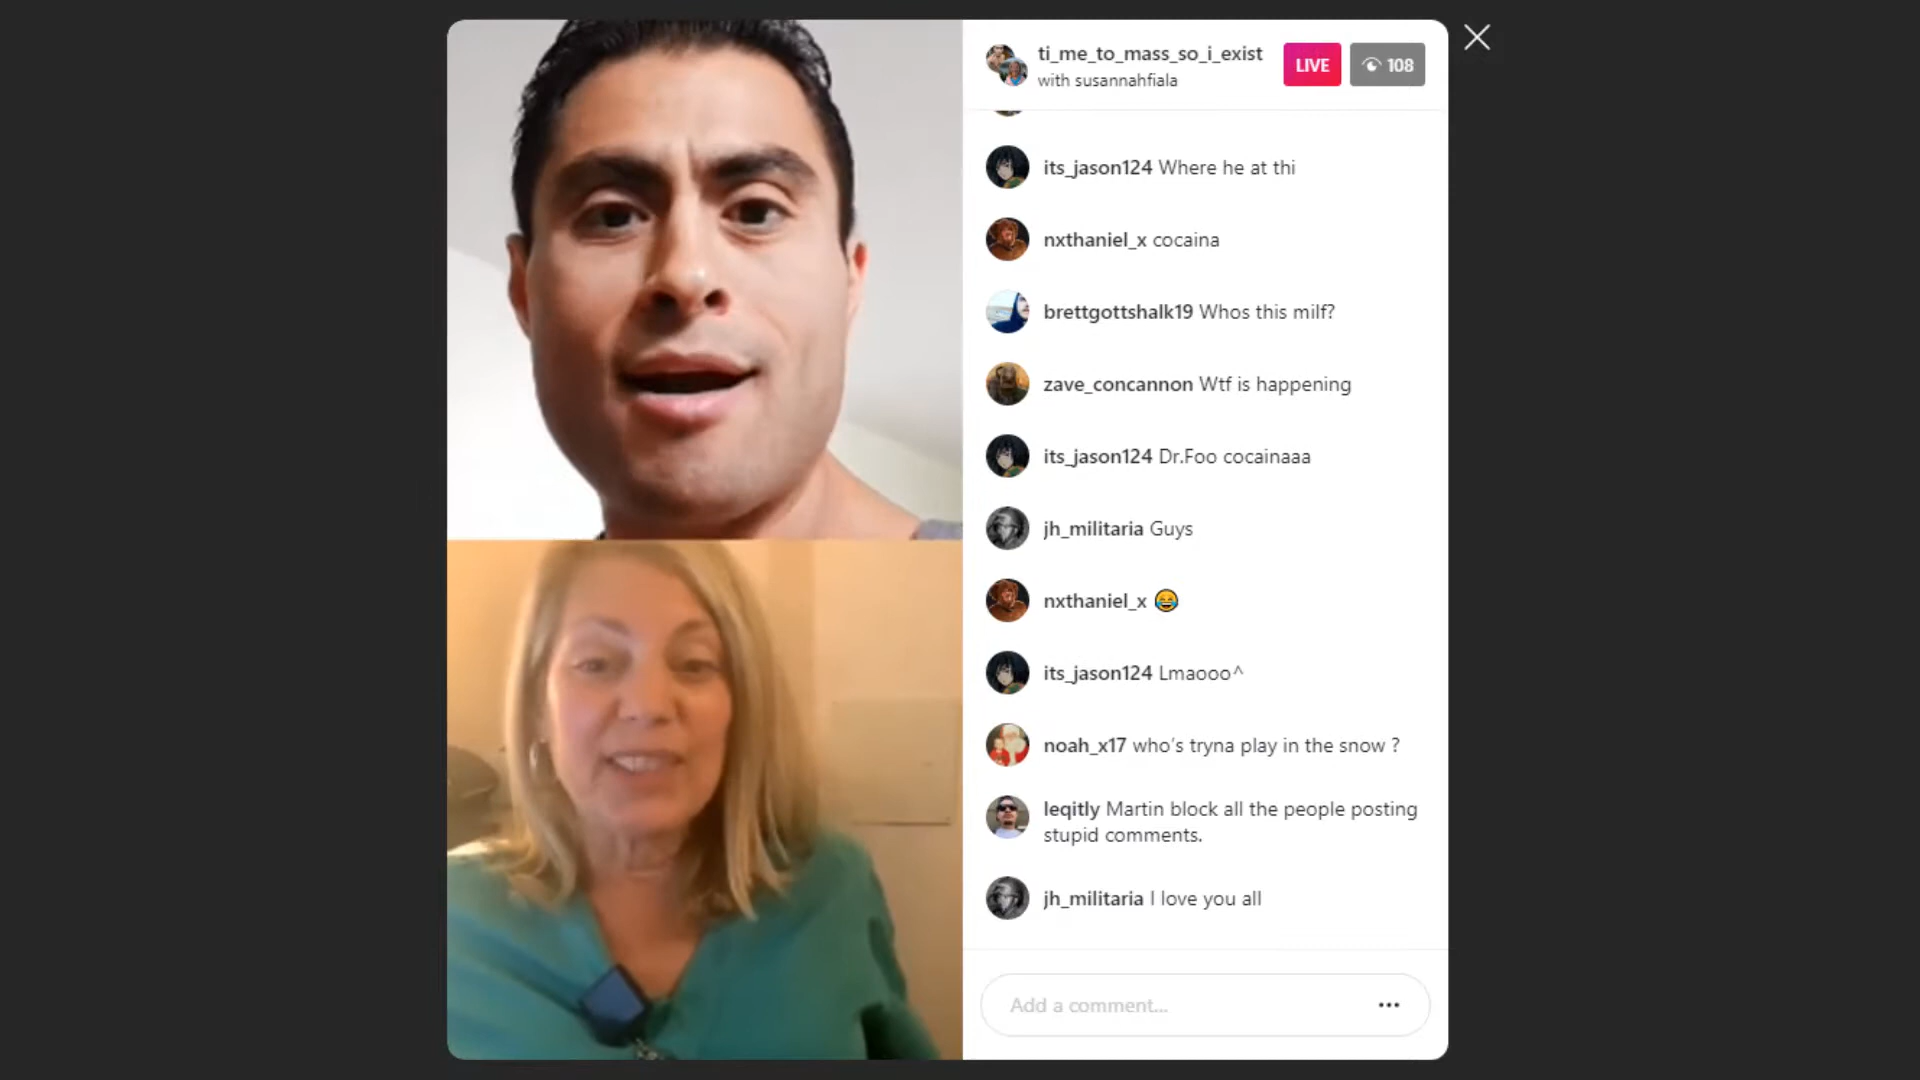 ti_me_to_mass_so_i_exist
with susannahfiala
LIVE
108
its_jason124 Where he at thi
nxthaniel_x cocaina
brettgottshalk19 Whos this milf?
zave_concannon Wtf is happening
its_jason124 Dr.Foo cocainaaa
jh_militaria Guys
nxthaniel_x 😂
its_jason124 Lmaooo^
noah_x17 who's tryna play in the snow ?
leqitly Martin block all the people posting
stupid comments.
jh_militaria I love you all
Add a comment...